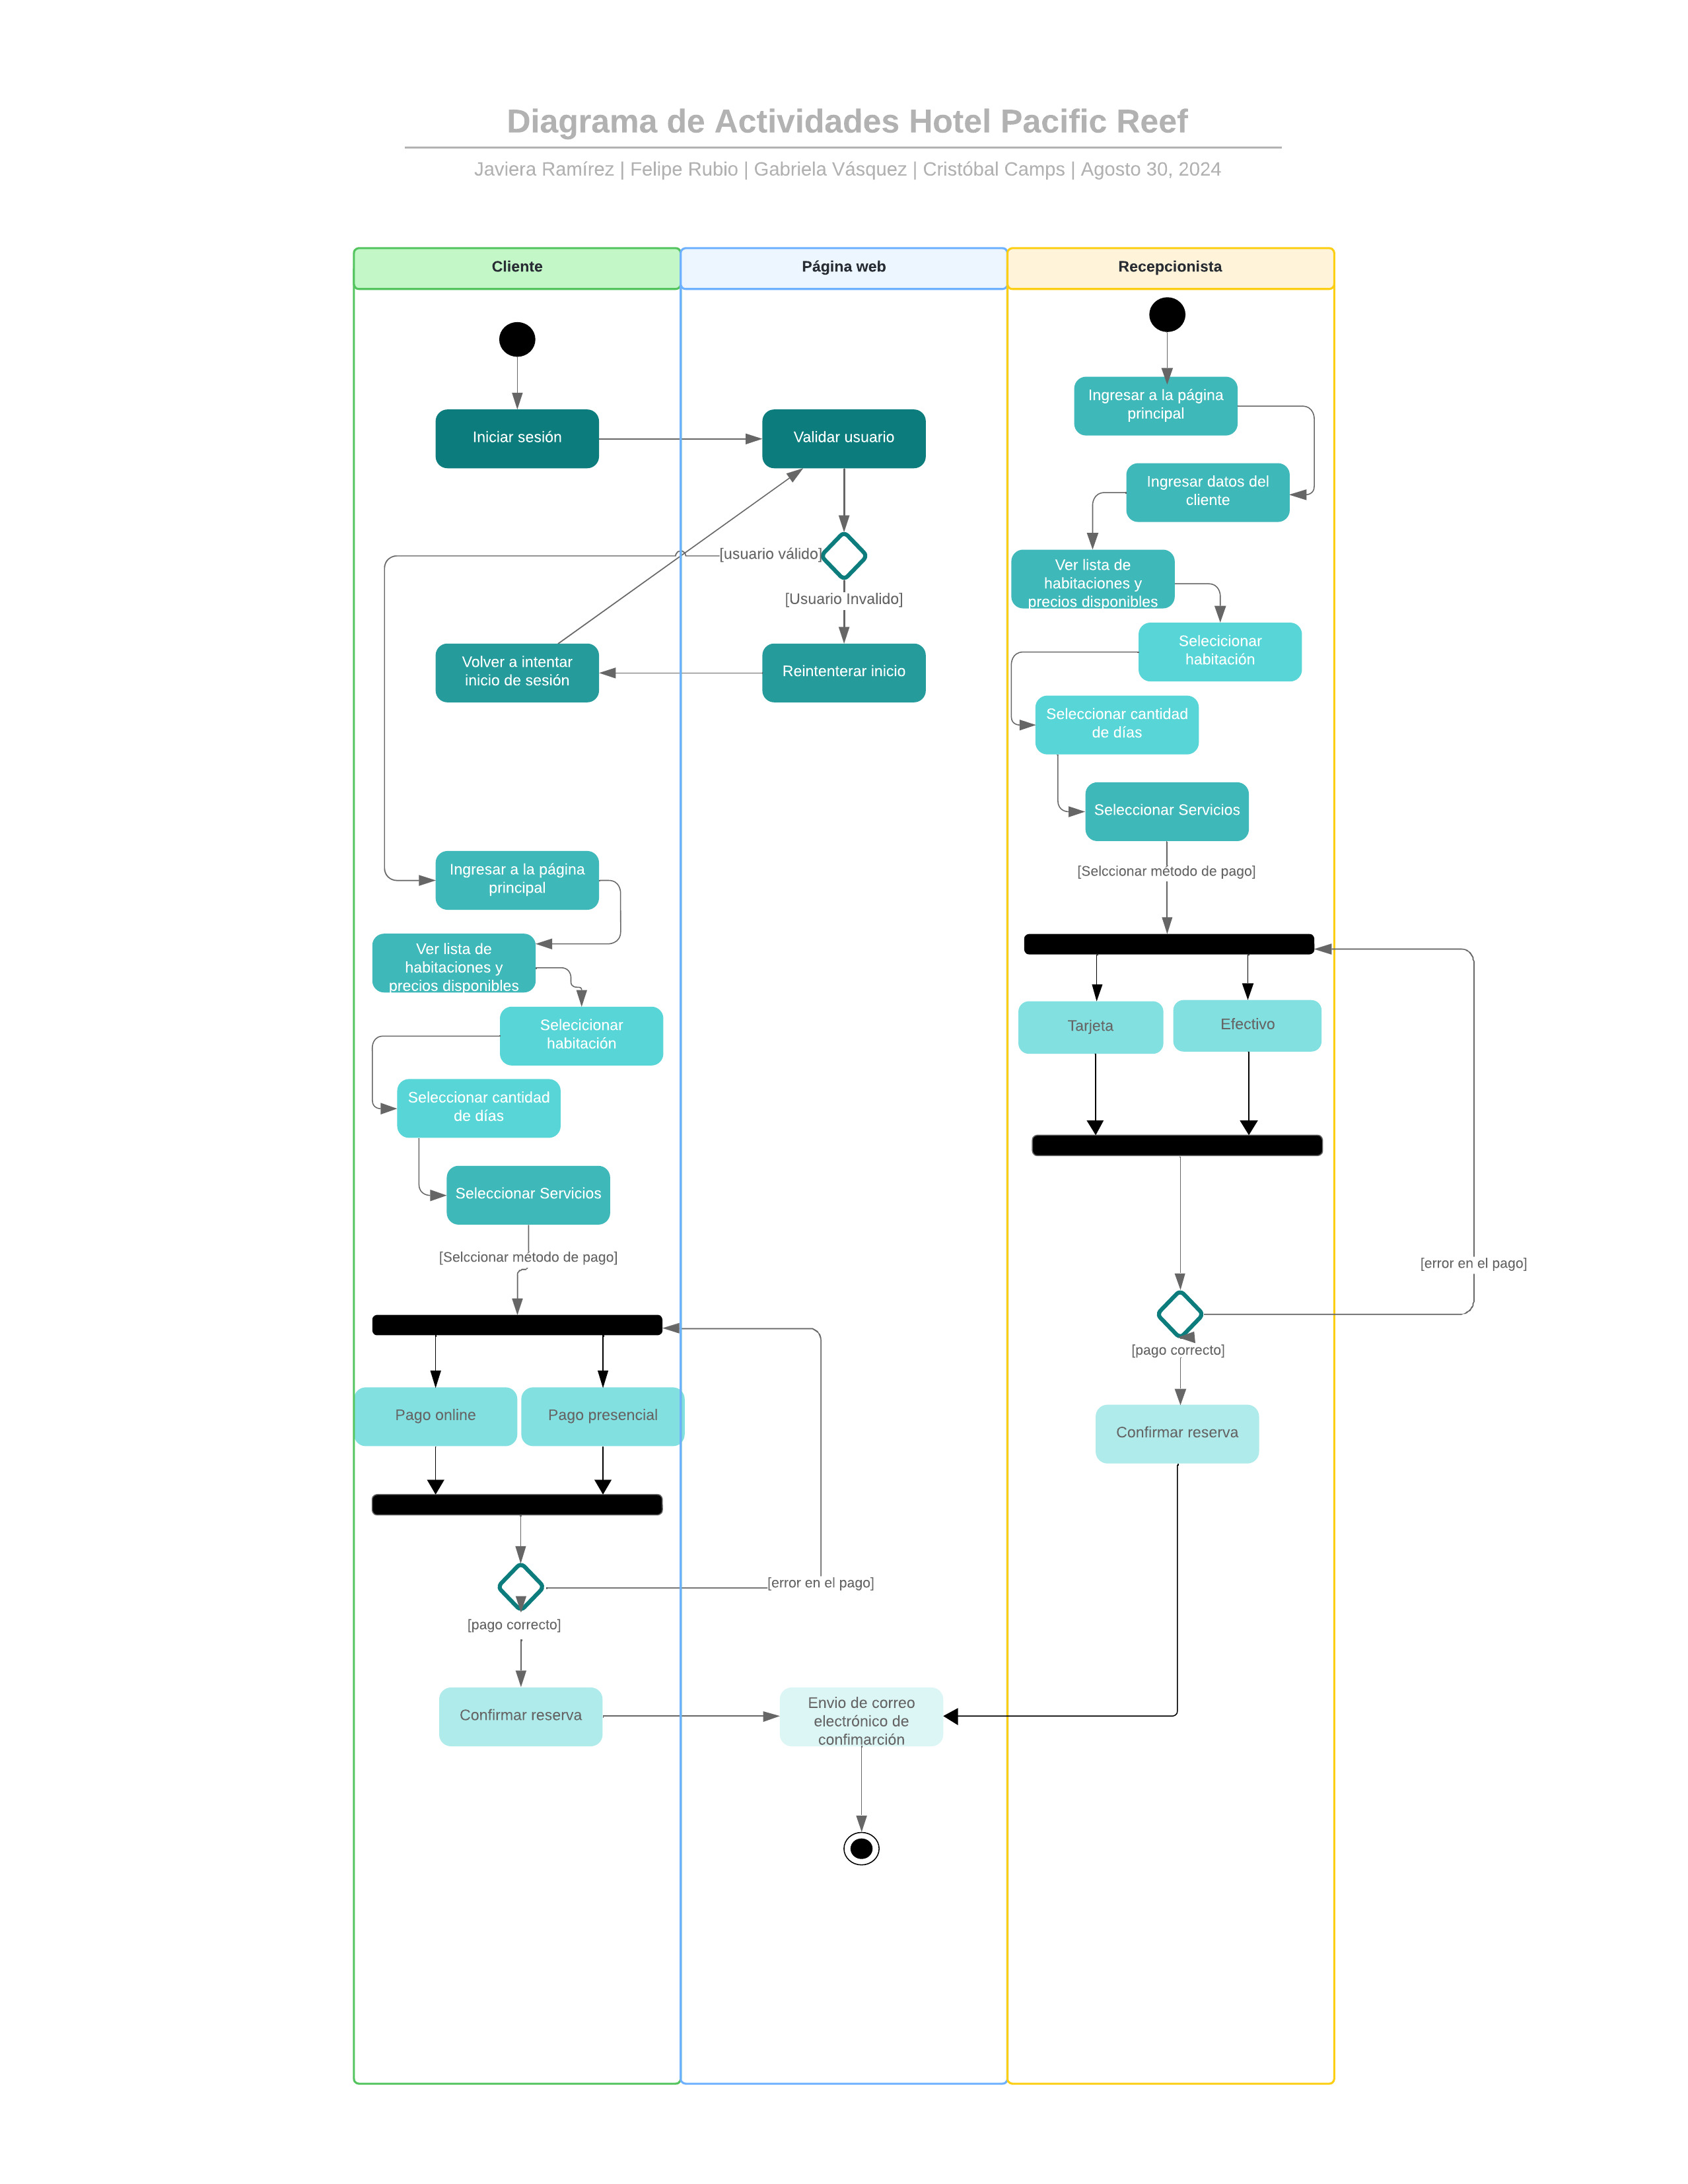 Diagrama de Actividades Hotel Pacific Reef
Javiera Ramírez | Felipe Rubio | Gabriela Vásquez | Cristóbal Camps | Agosto 30, 2024
Cliente
Página web
Recepcionista
Iniciar sesión
Validar usuario
[usuario válido]
[Usuario Invalido]
Volver a intentar
inicio de sesión
Reintenterar inicio
Ingresar a la página
principal
Ver lista de
habitaciones y
precios disponibles
Selecicionar
habitación
Seleccionar cantidad
de días
Seleccionar Servicios
[Selccionar método de pago]
Pago online
Pago presencial
[error en el pago]
[pago correcto]
Confirmar reserva
Envio de correo
electrónico de
confimarción
Ingresar a la página
principal
Ingresar datos del
cliente
Ver lista de
habitaciones y
precios disponibles
Selecicionar
habitación
Seleccionar cantidad
de días
Seleccionar Servicios
[Selccionar método de pago]
Tarjeta
Efectivo
[error en el pago]
[pago correcto]
Confirmar reserva